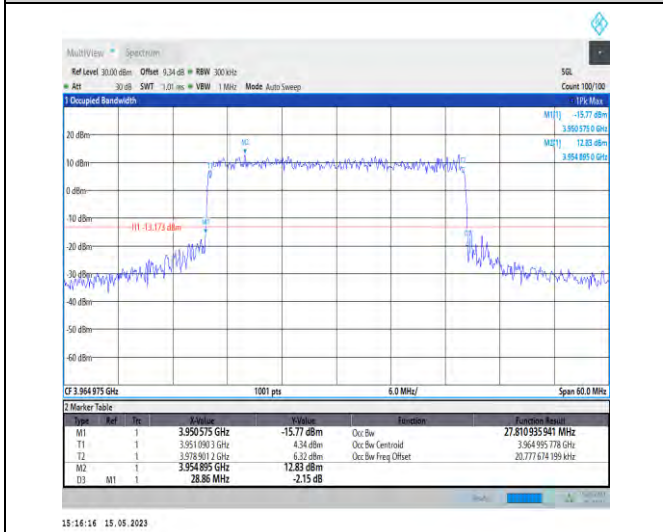 MultiView Spectrum
Ref Level 30.00 dBm Offset 9.34 dB RBW 300 kHz SGL
Att 30 dB SWT 1.01 ms VBW 1 MHz Mode Auto Sweep Count 100/100
1 Occupied Bandwidth 1Pk Max
M1[1] -15.77 dBm
3.950 575 0 GHz
M2[1] 12.83 dBm
3.954 895 0 GHz
M2
20 dBm
10 dBm
0 dBm
-10 dBm
H1 -13.173 dBm
-30 dBm
-40 dBm
-50 dBm
-60 dBm
CF 3.964 975 GHz 1001 pts 6.0 MHz/ Span 60.0 MHz
2 Marker Table
Type Ref Trc X-Value Y-Value Function Function Result
M1 1 3.950 575 GHz -15.77 dBm Occ Bw 27.810 935 941 MHz
T1 1 3.951 090 3 GHz 4.34 dBm Occ Bw Centroid 3.964 995 778 GHz
T2 1 3.978 901 2 GHz 6.32 dBm Occ Bw Freq Offset 20.777 674 199 kHz
M2 1 3.954 895 GHz 12.83 dBm
D3 M1 1 28.86 MHz -2.15 dB
15:16:16 15.05.2023